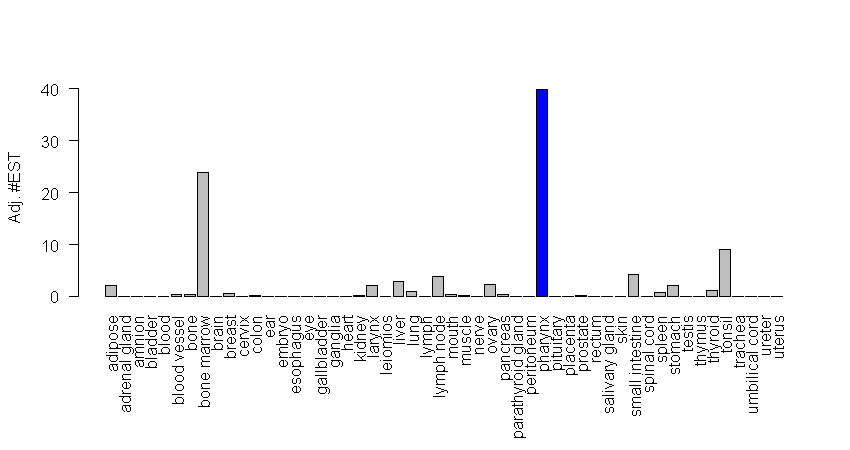 Adj. #EST
40
30
20
10
0
adipose
adrenal gland
amnion
bladder
blood
blood vessel
bone
bone marrow
brain
breast
cervix
colon
ear
embryo
esophagus
eye
gallbladder
ganglia
heart
kidney
larynx
leiomios
liver
lung
lymph
lymph node
mouth
muscle
nerve
ovary
pancreas
parathyroid gland
peritoneum
pharynx
pituitary
placenta
prostate
rectum
salivary gland
skin
small intestine
spinal cord
spleen
stomach
testis
thymus
thyroid
tonsil
trachea
umbilical cord
ureter
uterus